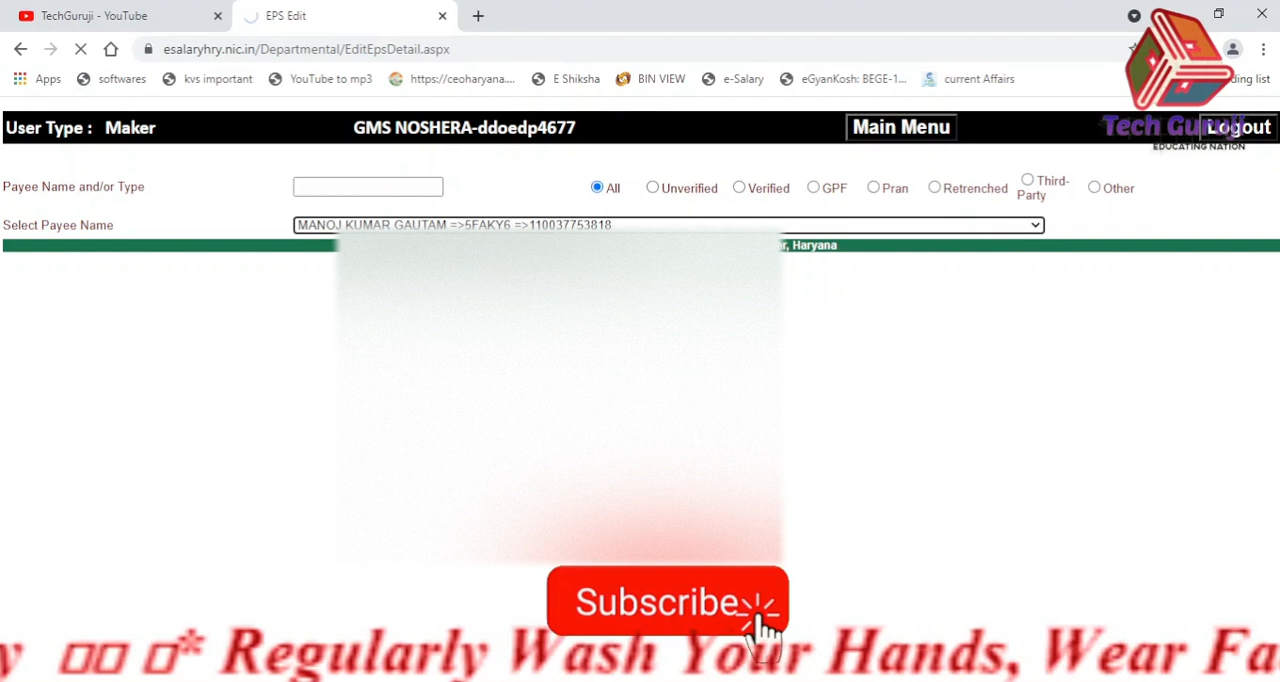 TechGuruji - YouTube
EPS Edit
esalaryhry.nic.in/Departmental/EditEpsDetail.aspx
Apps softwares kvs important YouTube to mp3 https://ceoharyana.... E Shiksha BIN VIEW e-Salary eGyanKosh: BEGE-1... current Affairs ding list
User Type : Maker GMS NOSHERA-ddoedp4677 Main Menu Logout
Tech Guruji
EDUCATING NATION
Payee Name and/or Type All Unverified Verified GPF Pran Retrenched Third-Party Other
Select Payee Name MANOJ KUMAR GAUTAM =>5FAKY6 =>110037753818
r, Haryana
Subscribe
y □□ □* Regularly Wash Your Hands, Wear Fa